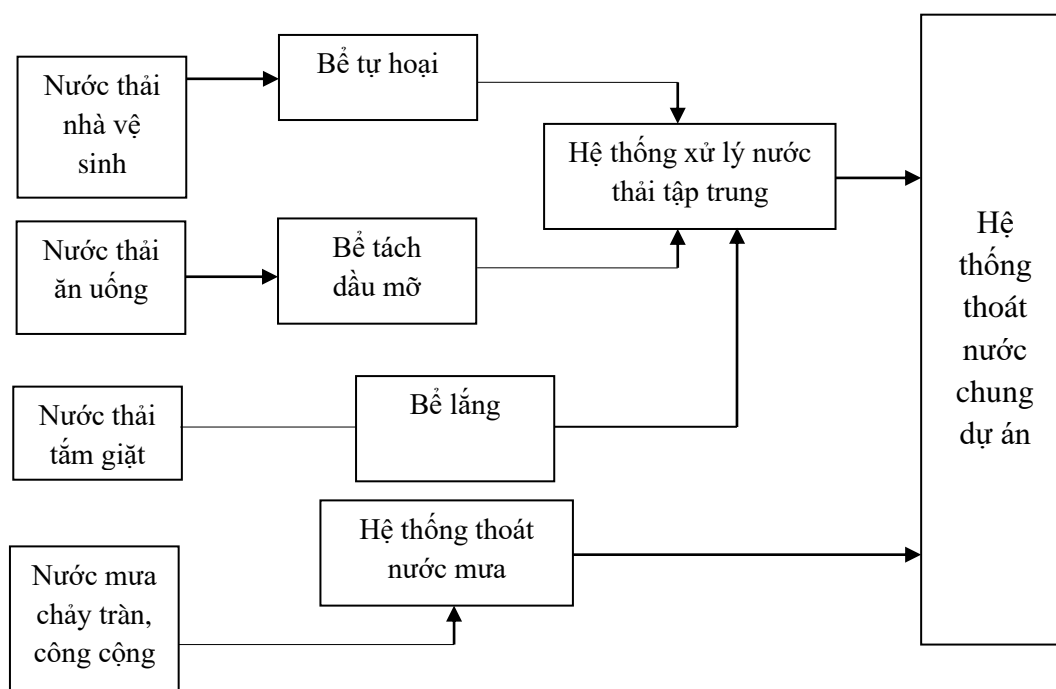 Nước thải
nhà vệ
sinh
Bể tự hoại
Hệ thống xử lý nước
thải tập trung
Nước thải
ăn uống
Bể tách
dầu mỡ
Nước thải
tắm giặt
Bể lắng
Nước mưa
chảy tràn,
công cộng
Hệ thống thoát
nước mưa
Hệ
thống
thoát
nước
chung
dự án